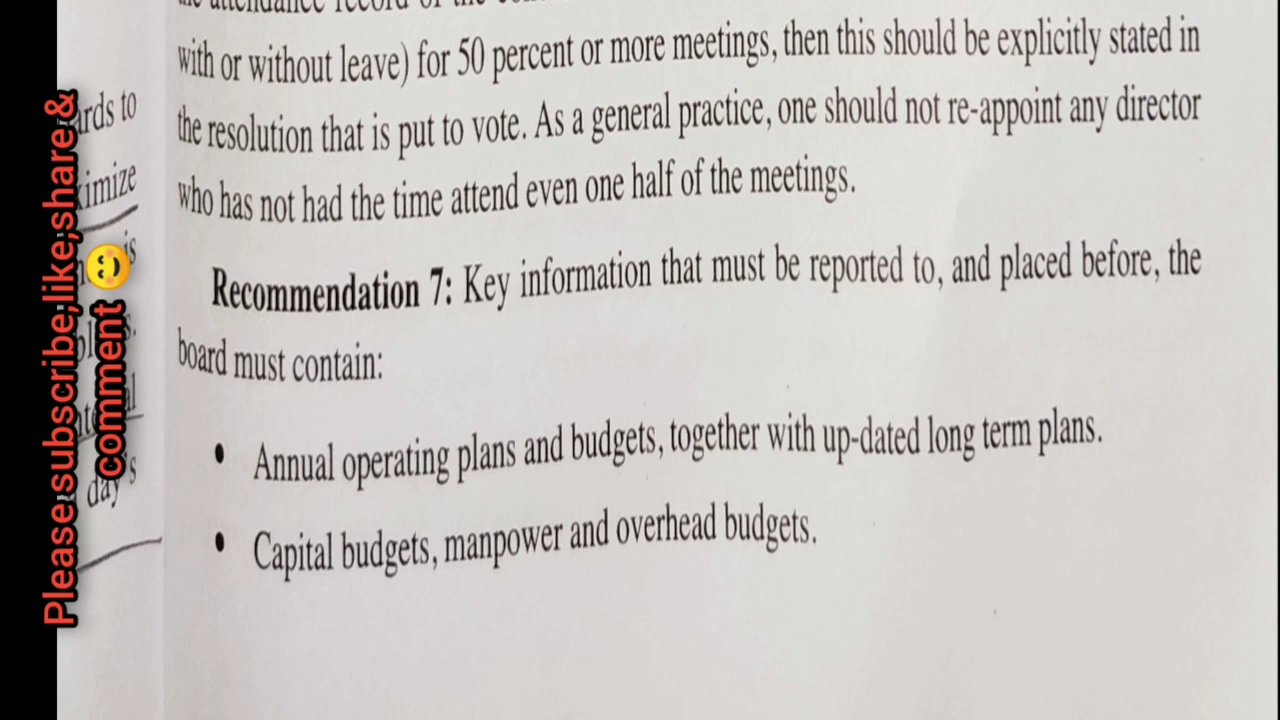 with or without leave) for 50 percent or more meetings, then this should be explicitly stated in
the resolution that is put to vote. As a general practice, one should not re-appoint any director
who has not had the time attend even one half of the meetings.
Recommendation 7: Key information that must be reported to, and placed before, the
board must contain:
• Annual operating plans and budgets, together with up-dated long term plans.
• Capital budgets, manpower and overhead budgets.
Please subscribe,like,share &
comment 🙂
to
is
day's